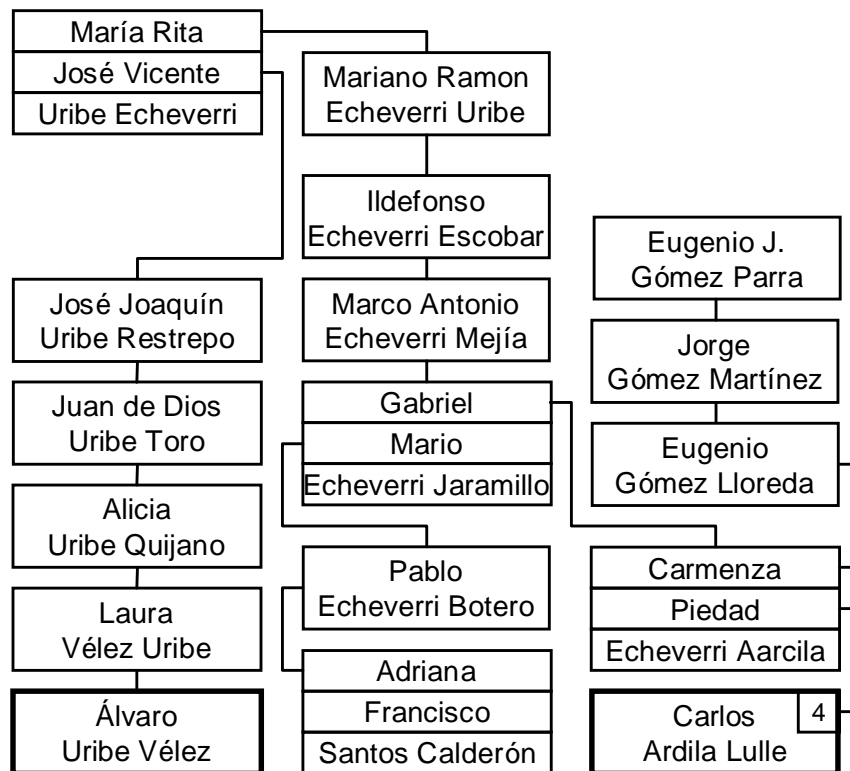 María Rita
José Vicente
Uribe Echeverri
José Joaquín
Uribe Restrepo
Juan de Dios
Uribe Toro
Alicia
Uribe Quijano
Laura
Vélez Uribe
Álvaro
Uribe Vélez
Mariano Ramon
Echeverri Uribe
Ildefonso
Echeverri Escobar
Marco Antonio
Echeverri Mejía
Gabriel
Mario
Echeverri Jaramillo
Pablo
Echeverri Botero
Adriana
Francisco
Santos Calderón
Eugenio J.
Gómez Parra
Jorge
Gómez Martínez
Eugenio
Gómez Lloreda
Carmenza
Piedad
Echeverri Aarcila
Carlos 4
Ardila Lulle